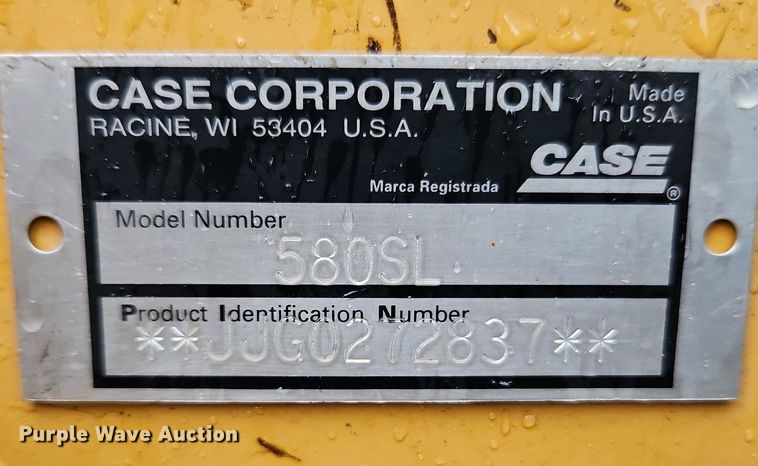 CASE CORPORATION
RACINE, WI 53404 U.S.A.
Made
In U.S.A.
CASE
®
Marca Registrada
Model Number
580SL
Product Identification Number
**JJG0272837**
Purple Wave Auction